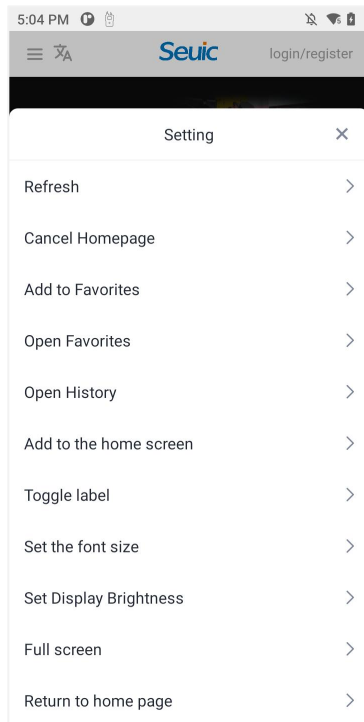 5:04 PM
Seuic
login/register
Setting
Refresh
Cancel Homepage
Add to Favorites
Open Favorites
Open History
Add to the home screen
Toggle label
Set the font size
Set Display Brightness
Full screen
Return to home page